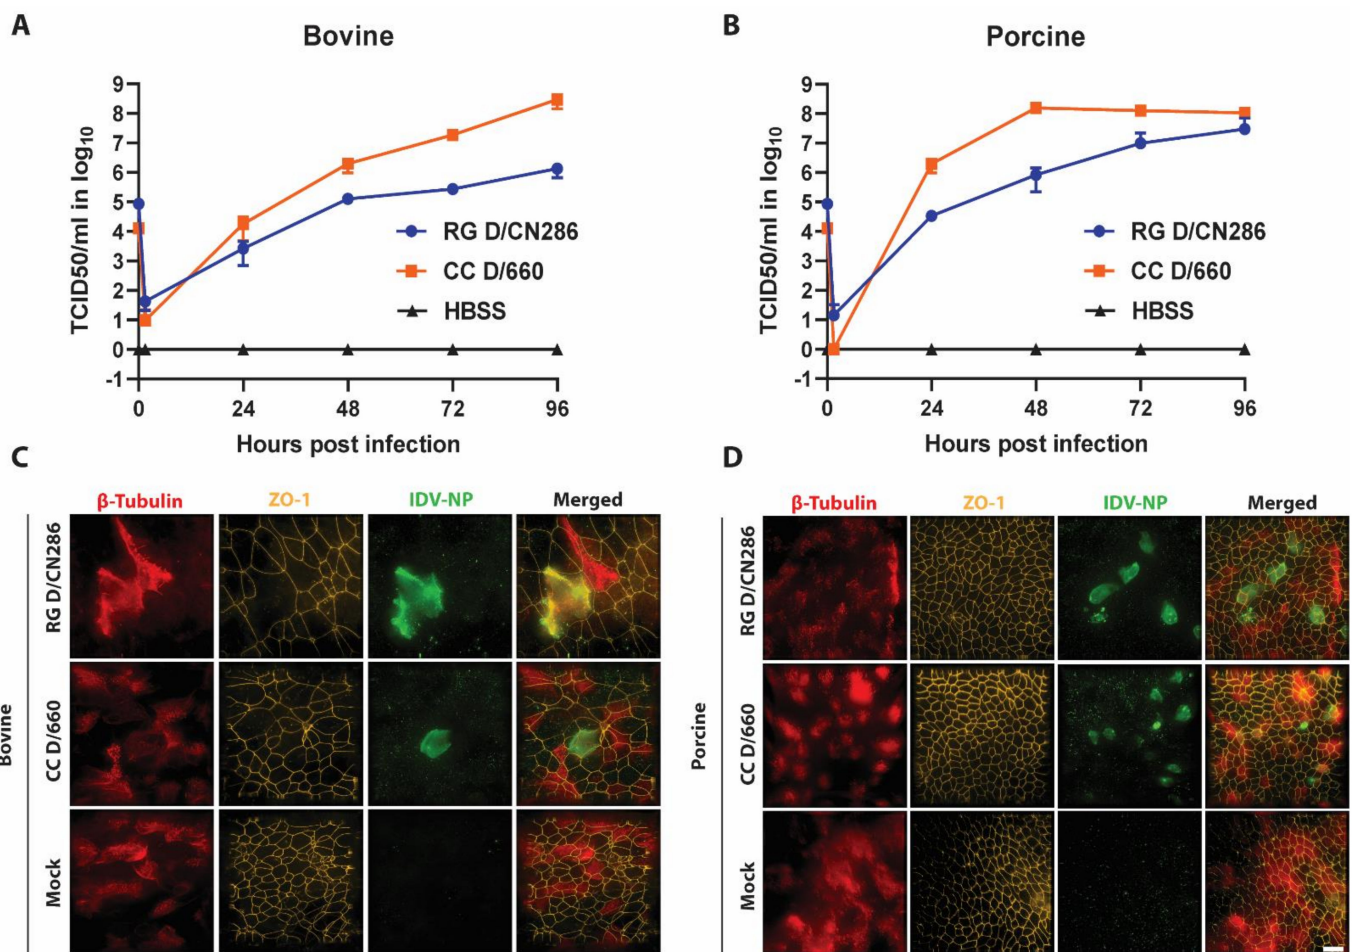 A
Bovine
TCID50/ml in log10
9
8
7
6
5
4
3
2
1
0
-1
0 24 48 72 96
Hours post infection
RG D/CN286
CC D/660
HBSS
B
Porcine
TCID50/ml in log10
9
8
7
6
5
4
3
2
1
0
-1
0 24 48 72 96
Hours post infection
RG D/CN286
CC D/660
HBSS
C
β-Tubulin ZO-1 IDV-NP Merged
Bovine
RG D/CN286
CC D/660
Mock
D
β-Tubulin ZO-1 IDV-NP Merged
Porcine
RG D/CN286
CC D/660
Mock